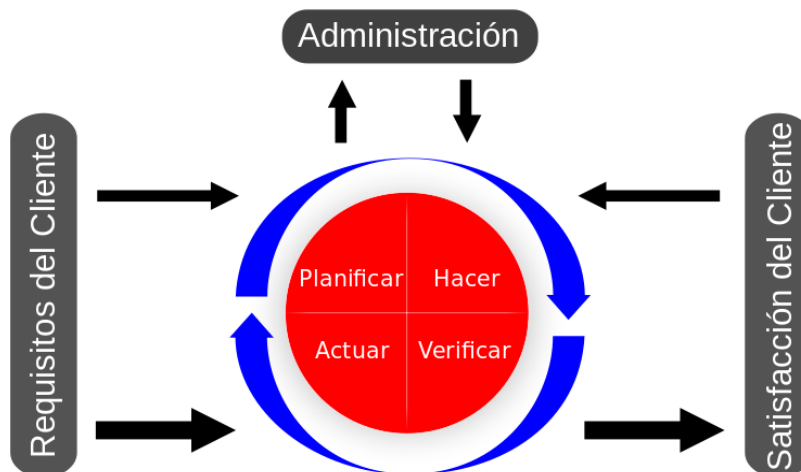 Administración
Requisitos del Cliente
Planificar
Hacer
Actuar
Verificar
Satisfacción del Cliente